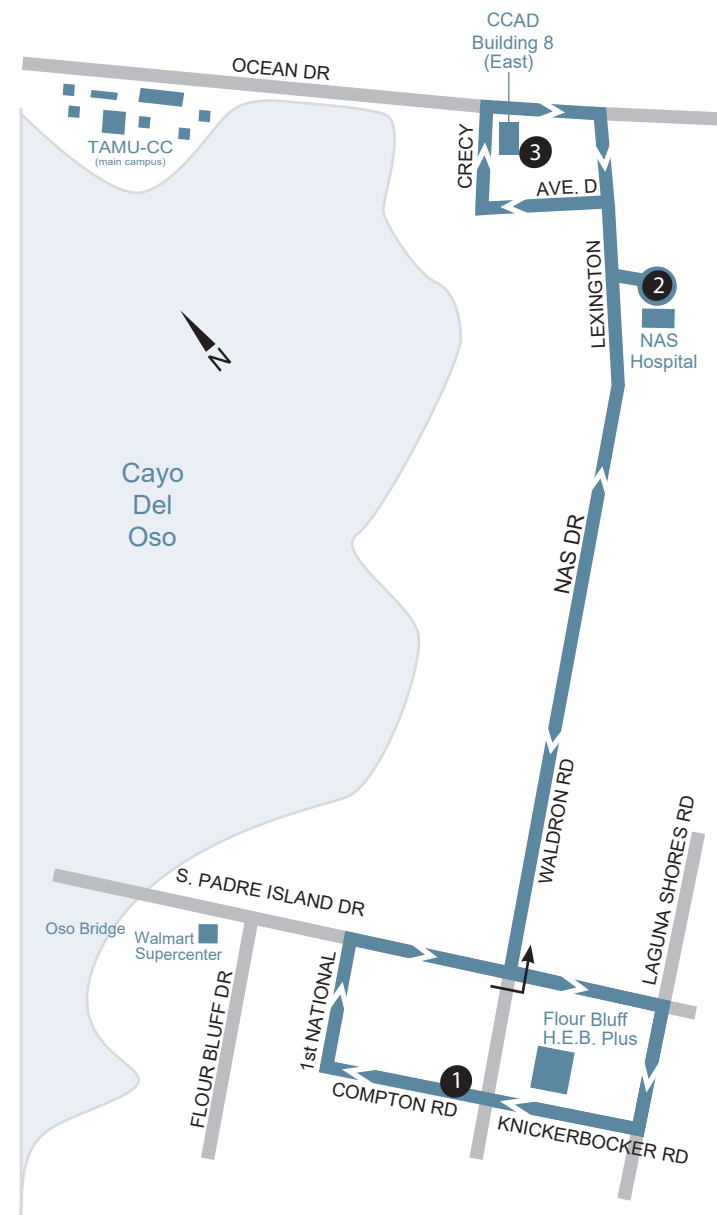 CCAD
Building 8
(East)
OCEAN DR
TAMU-CC
(main campus)
CRECY
3
AVE. D
LEXINGTON
2
NAS
Hospital
N
Cayo
Del
Oso
NAS DR
WALDRON RD
LAGUNA SHORES RD
S. PADRE ISLAND DR
Oso Bridge
Walmart
Supercenter
FLOUR BLUFF DR
1st NATIONAL
Flour Bluff
H.E.B. Plus
1
COMPTON RD
KNICKERBOCKER RD